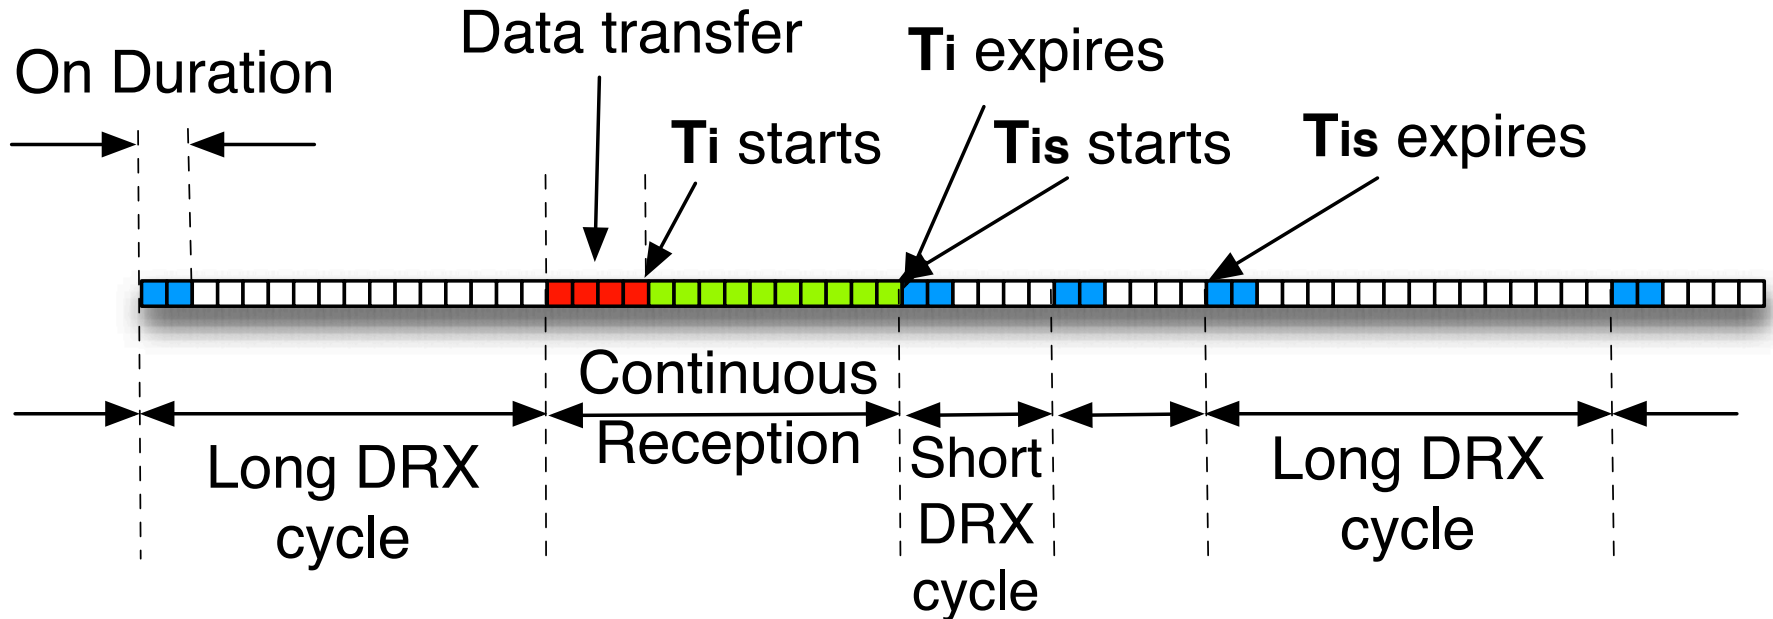 Data transfer
On Duration
Ti expires
Ti starts
Tis starts
Tis expires
Continuous
Reception
Long DRX
cycle
Short
DRX
cycle
Long DRX
cycle